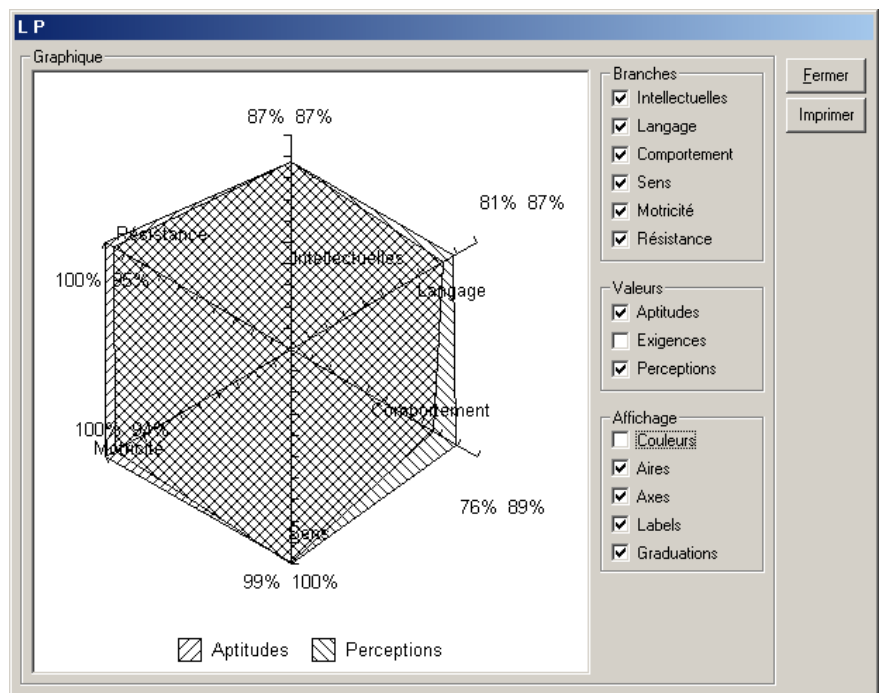 L P
Graphique
87% 87%
81% 87%
Résistance
Intellectuelles
100% 95%
Langage
Comportement
100% 94%
Motricité
76% 89%
Sens
99% 100%
Aptitudes Perceptions
Branches
Intellectuelles
Langage
Comportement
Sens
Motricité
Résistance
Valeurs
Aptitudes
Exigences
Perceptions
Affichage
Couleurs
Aires
Axes
Labels
Graduations
Fermer
Imprimer